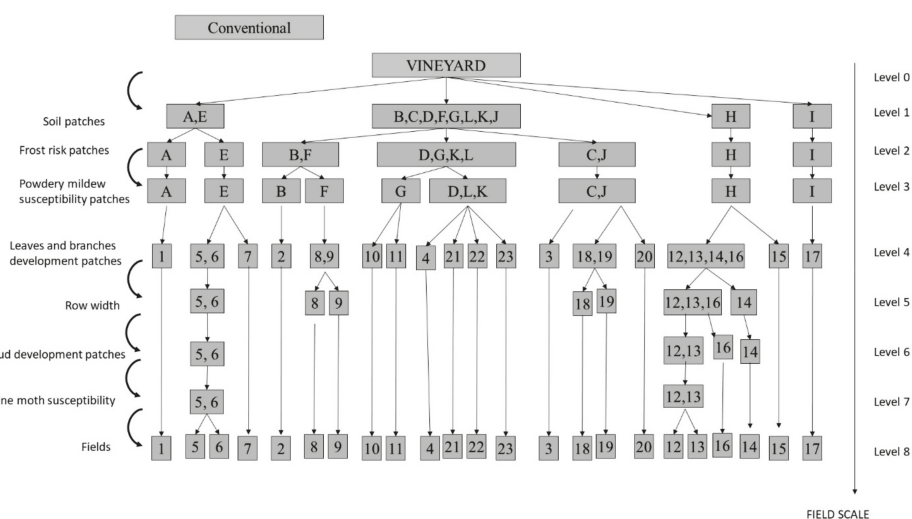 Conventional
VINEYARD
Level 0
Soil patches
A,E
B,C,D,F,G,L,K,J
H
I
Level 1
Frost risk patches
A
E
B,F
D,G,K,L
C,J
H
I
Level 2
Powdery mildew
susceptibility patches
A
E
B
F
G
D,L,K
C,J
H
I
Level 3
Leaves and branches
development patches
1
5, 6
7
2
8,9
10
11
4
21
22
23
3
18,19
20
12,13,14,16
15
17
Level 4
Row width
5, 6
8
9
18
19
12,13,16
14
Level 5
ud development patches
5, 6
12,13
16
14
Level 6
ne moth susceptibility
5, 6
12,13
Level 7
Fields
1
5
6
7
2
8
9
10
11
4
21
22
23
3
18
19
20
12
13
16
14
15
17
Level 8
FIELD SCALE